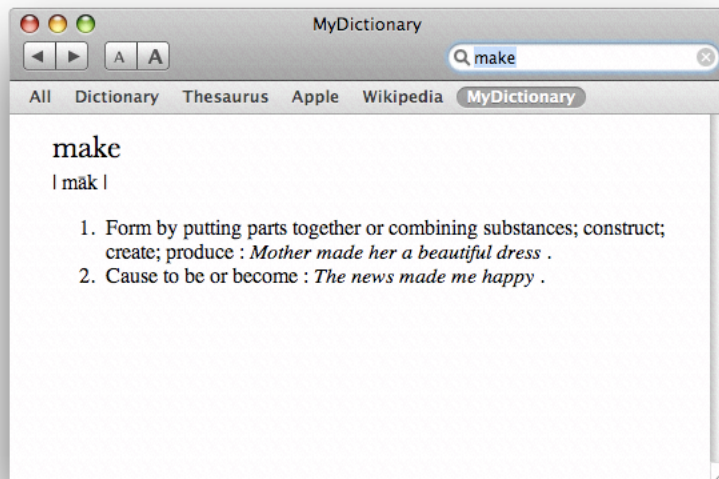 MyDictionary
A A
make
All Dictionary Thesaurus Apple Wikipedia MyDictionary
make
| māk |
1. Form by putting parts together or combining substances; construct;
create; produce : Mother made her a beautiful dress .
2. Cause to be or become : The news made me happy .